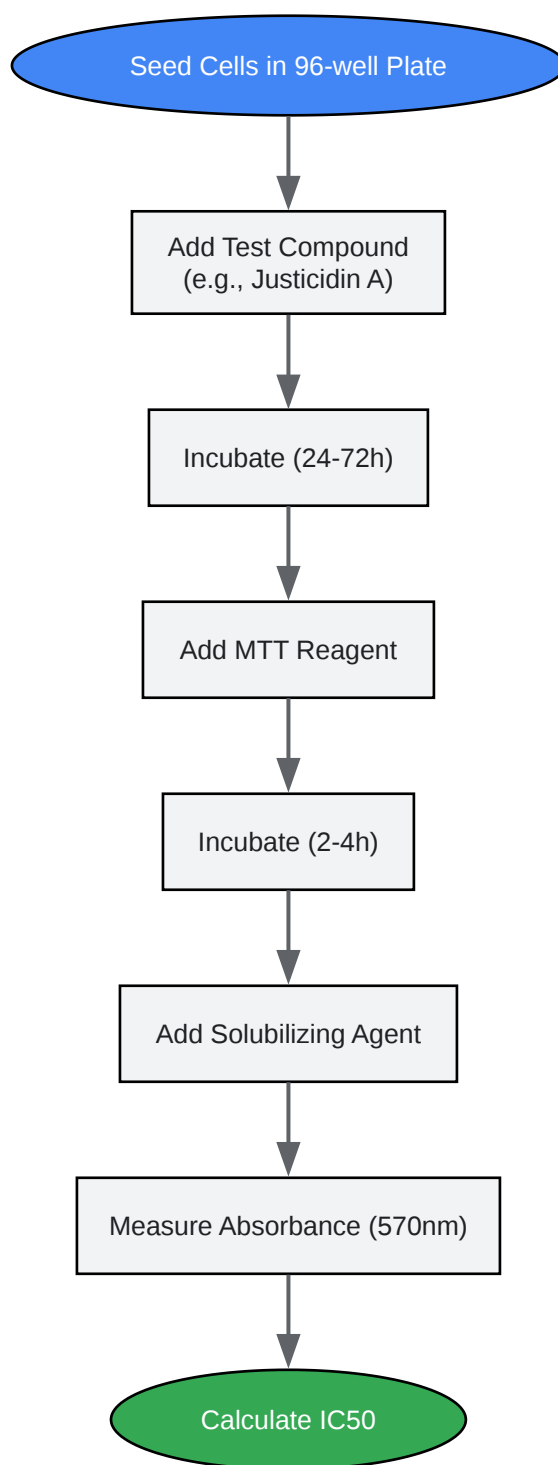 Seed Cells in 96-well Plate
Add Test Compound
(e.g., Justicidin A)
Incubate (24-72h)
Add MTT Reagent
Incubate (2-4h)
Add Solubilizing Agent
Measure Absorbance (570nm)
Calculate IC50